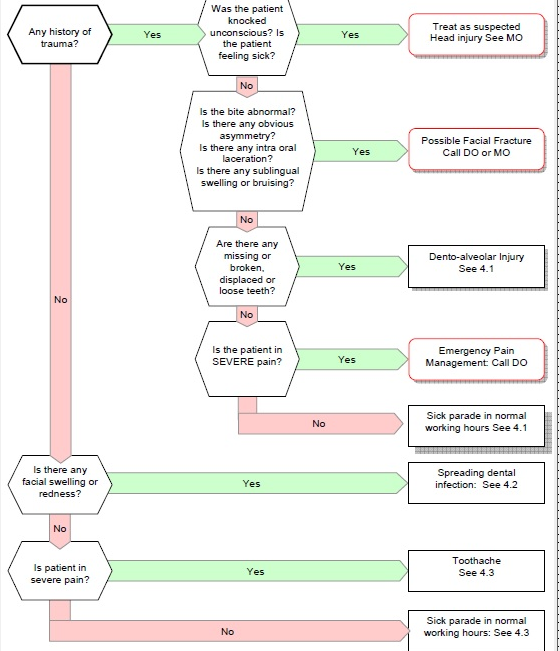 Any history of
trauma?
Yes
Was the patient
knocked
unconscious? Is
the patient
feeling sick?
Yes
Treat as suspected
Head injury See MO
No
Is the bite abnormal?
Is there any obvious
asymmetry?
Is there any intra oral
laceration?
Is there any sublingual
swelling or bruising?
Yes
Possible Facial Fracture
Call DO or MO
No
Are there any
missing or
broken,
displaced or
loose teeth?
Yes
Dento-alveolar Injury
See 4.1
No
No
Is the patient in
SEVERE pain?
Yes
Emergency Pain
Management: Call DO
No
Sick parade in normal
working hours See 4.1
Is there any
facial swelling or
redness?
Yes
Spreading dental
infection:  See 4.2
No
Is patient in
severe pain?
Yes
Toothache
See 4.3
No
Sick parade in normal
working hours: See 4.3